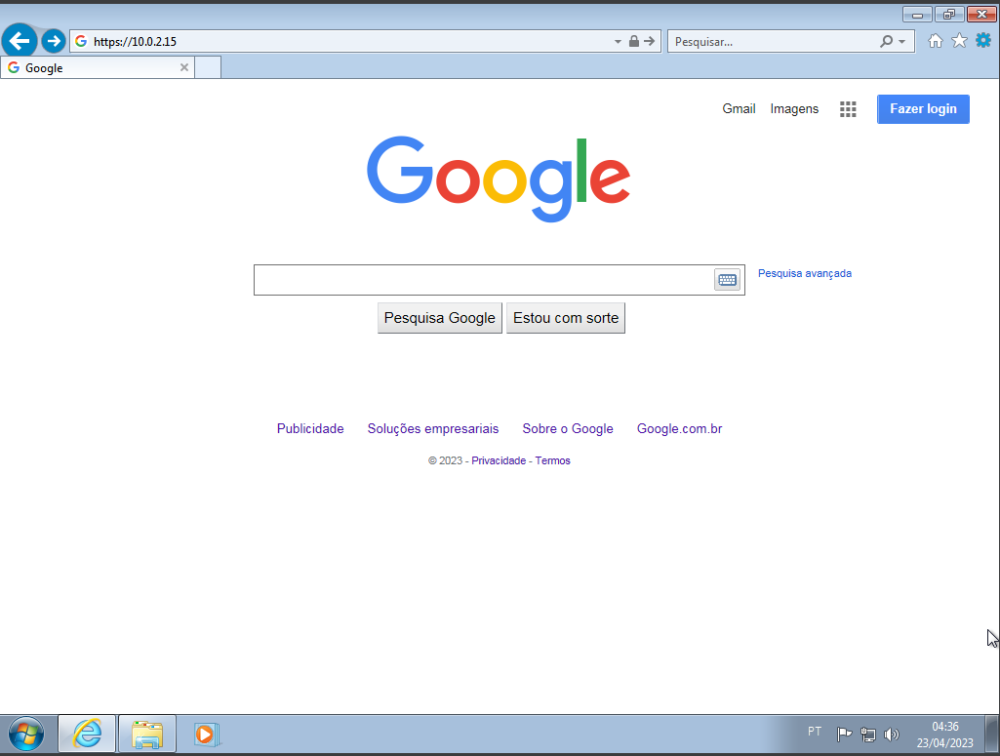 https://10.0.2.15
Pesquisar...
Google
Gmail Imagens Fazer login
Google
Pesquisa avançada
Pesquisa Google Estou com sorte
Publicidade Soluções empresariais Sobre o Google Google.com.br
© 2023 - Privacidade - Termos
PT
04:36
23/04/2023